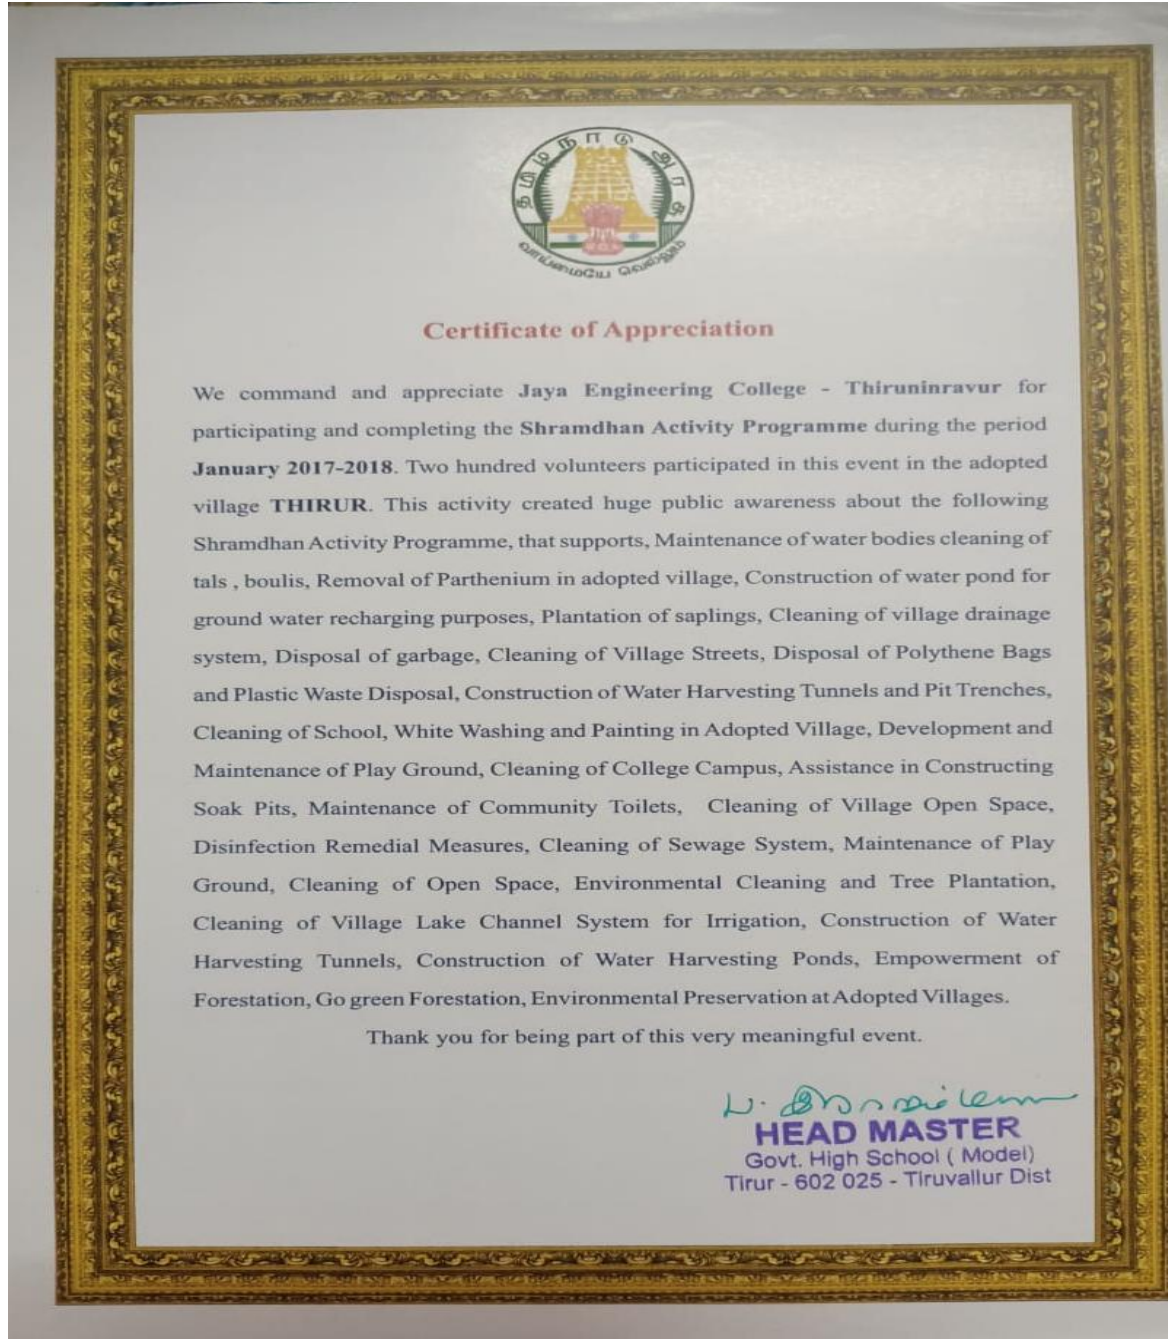 தமிழ்நாடு அரசு
வாய்மையே வெல்லும்
Certificate of Appreciation
We command and appreciate Jaya Engineering College - Thiruninravur for
participating and completing the Shramdhan Activity Programme during the period
January 2017-2018. Two hundred volunteers participated in this event in the adopted
village THIRUR. This activity created huge public awareness about the following
Shramdhan Activity Programme, that supports, Maintenance of water bodies cleaning of
tals , boulis, Removal of Parthenium in adopted village, Construction of water pond for
ground water recharging purposes, Plantation of saplings, Cleaning of village drainage
system, Disposal of garbage, Cleaning of Village Streets, Disposal of Polythene Bags
and Plastic Waste Disposal, Construction of Water Harvesting Tunnels and Pit Trenches,
Cleaning of School, White Washing and Painting in Adopted Village, Development and
Maintenance of Play Ground, Cleaning of College Campus, Assistance in Constructing
Soak Pits, Maintenance of Community Toilets, Cleaning of Village Open Space,
Disinfection Remedial Measures, Cleaning of Sewage System, Maintenance of Play
Ground, Cleaning of Open Space, Environmental Cleaning and Tree Plantation,
Cleaning of Village Lake Channel System for Irrigation, Construction of Water
Harvesting Tunnels, Construction of Water Harvesting Ponds, Empowerment of
Forestation, Go green Forestation, Environmental Preservation at Adopted Villages.
Thank you for being part of this very meaningful event.
HEAD MASTER
Govt. High School ( Model)
Tirur - 602 025 - Tiruvallur Dist